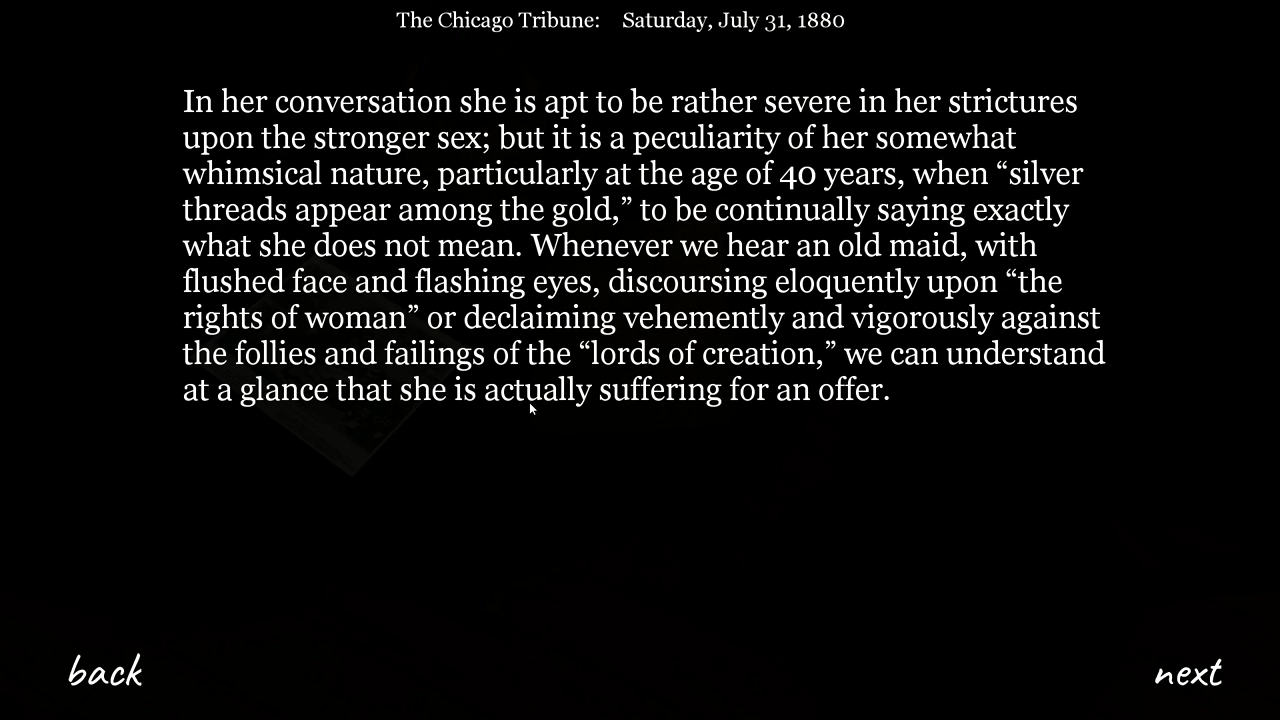 The Chicago Tribune: Saturday, July 31, 1880
In her conversation she is apt to be rather severe in her strictures
upon the stronger sex; but it is a peculiarity of her somewhat
whimsical nature, particularly at the age of 40 years, when “silver
threads appear among the gold,” to be continually saying exactly
what she does not mean. Whenever we hear an old maid, with
flushed face and flashing eyes, discoursing eloquently upon “the
rights of woman” or declaiming vehemently and vigorously against
the follies and failings of the “lords of creation,” we can understand
at a glance that she is actually suffering for an offer.
back
next